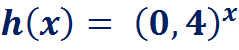 h(x) = (0,4)ˣ